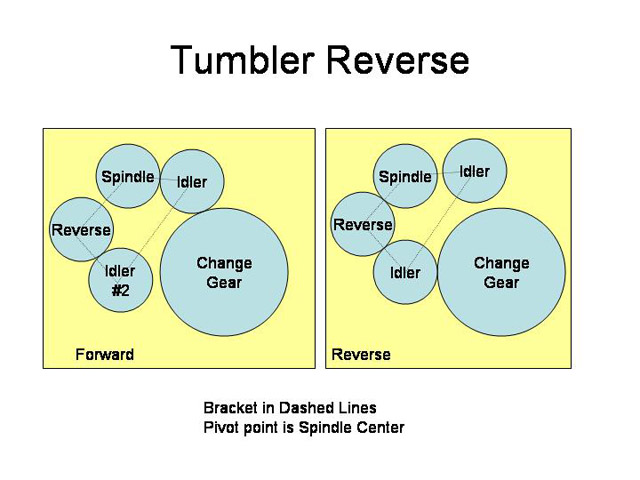 Tumbler Reverse
Spindle
Idler
Reverse
Idler
#2
Change
Gear
Forward
Spindle
Idler
Reverse
Idler
Change
Gear
Reverse
Bracket in Dashed Lines
Pivot point is Spindle Center